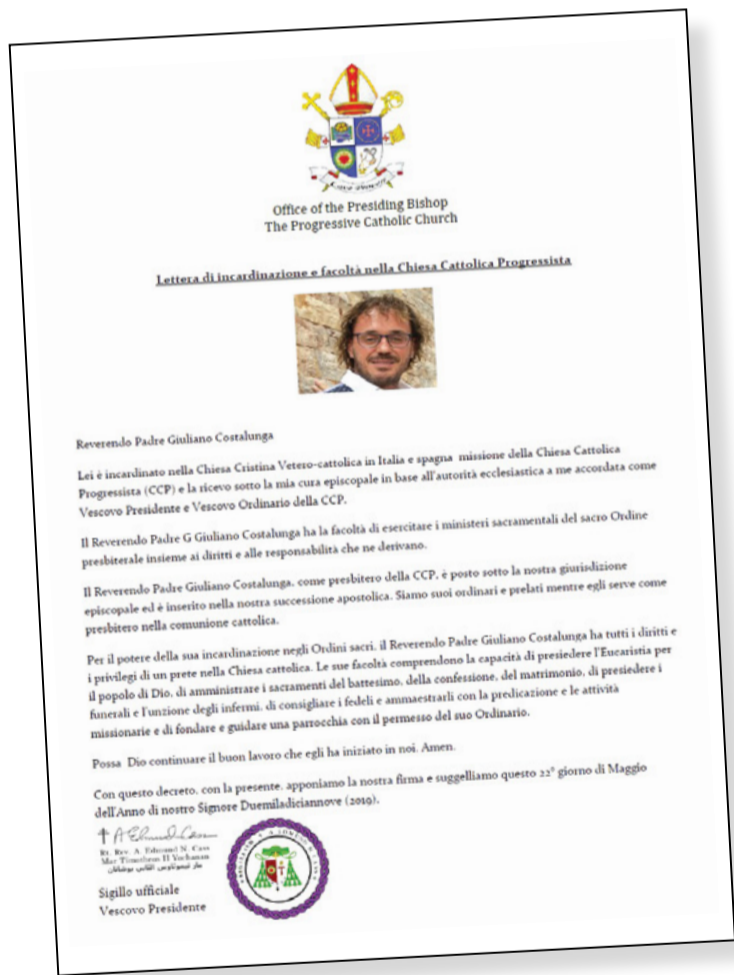 Office of the Presiding Bishop
The Progressive Catholic Church
Lettera di incardinazione e facoltà nella Chiesa Cattolica Progressista
Reverendo Padre Giuliano Costalunga
Lei è incardinato nella Chiesa Cristina Vetero-cattolica in Italia e spagna missione della Chiesa Cattolica
Progressista (CCP) e la ricevo sotto la mia cura episcopale in base all'autorità ecclesiastica a me accordata come
Vescovo Presidente e Vescovo Ordinario della CCP.
Il Reverendo Padre G Giuliano Costalunga ha la facoltà di esercitare i ministeri sacramentali del sacro Ordine
presbiterale insieme ai diritti e alle responsabilità che ne derivano.
Il Reverendo Padre Giuliano Costalunga, come presbitero della CCP, è posto sotto la nostra giurisdizione
episcopale ed è inserito nella nostra successione apostolica. Siamo suoi ordinari e prelati mentre egli serve come
presbitero nella comunione cattolica.
Per il potere della sua incardinazione negli Ordini sacri, il Reverendo Padre Giuliano Costalunga ha tutti i diritti e
i privilegi di un prete nella Chiesa cattolica. Le sue facoltà comprendono la capacità di presiedere l'Eucaristia per
il popolo di Dio, di amministrare i sacramenti del battesimo, della confessione, del matrimonio, di presiedere i
funerali e l'unzione degli infermi, di consigliare i fedeli e ammaestrarli con la predicazione e le attività
missionarie e di fondare e guidare una parrocchia con il permesso del suo Ordinario.
Possa Dio continuare il buon lavoro che egli ha iniziato in noi. Amen.
Con questo decreto, con la presente, apponiamo la nostra firma e suggelliamo questo 22° giorno di Maggio
dell'Anno di nostro Signore Duemiladiciannove (2019).
Rt. Rev. A. Edmund N. Cass
Mar Timotheus II
Sigillo ufficiale
Vescovo Presidente